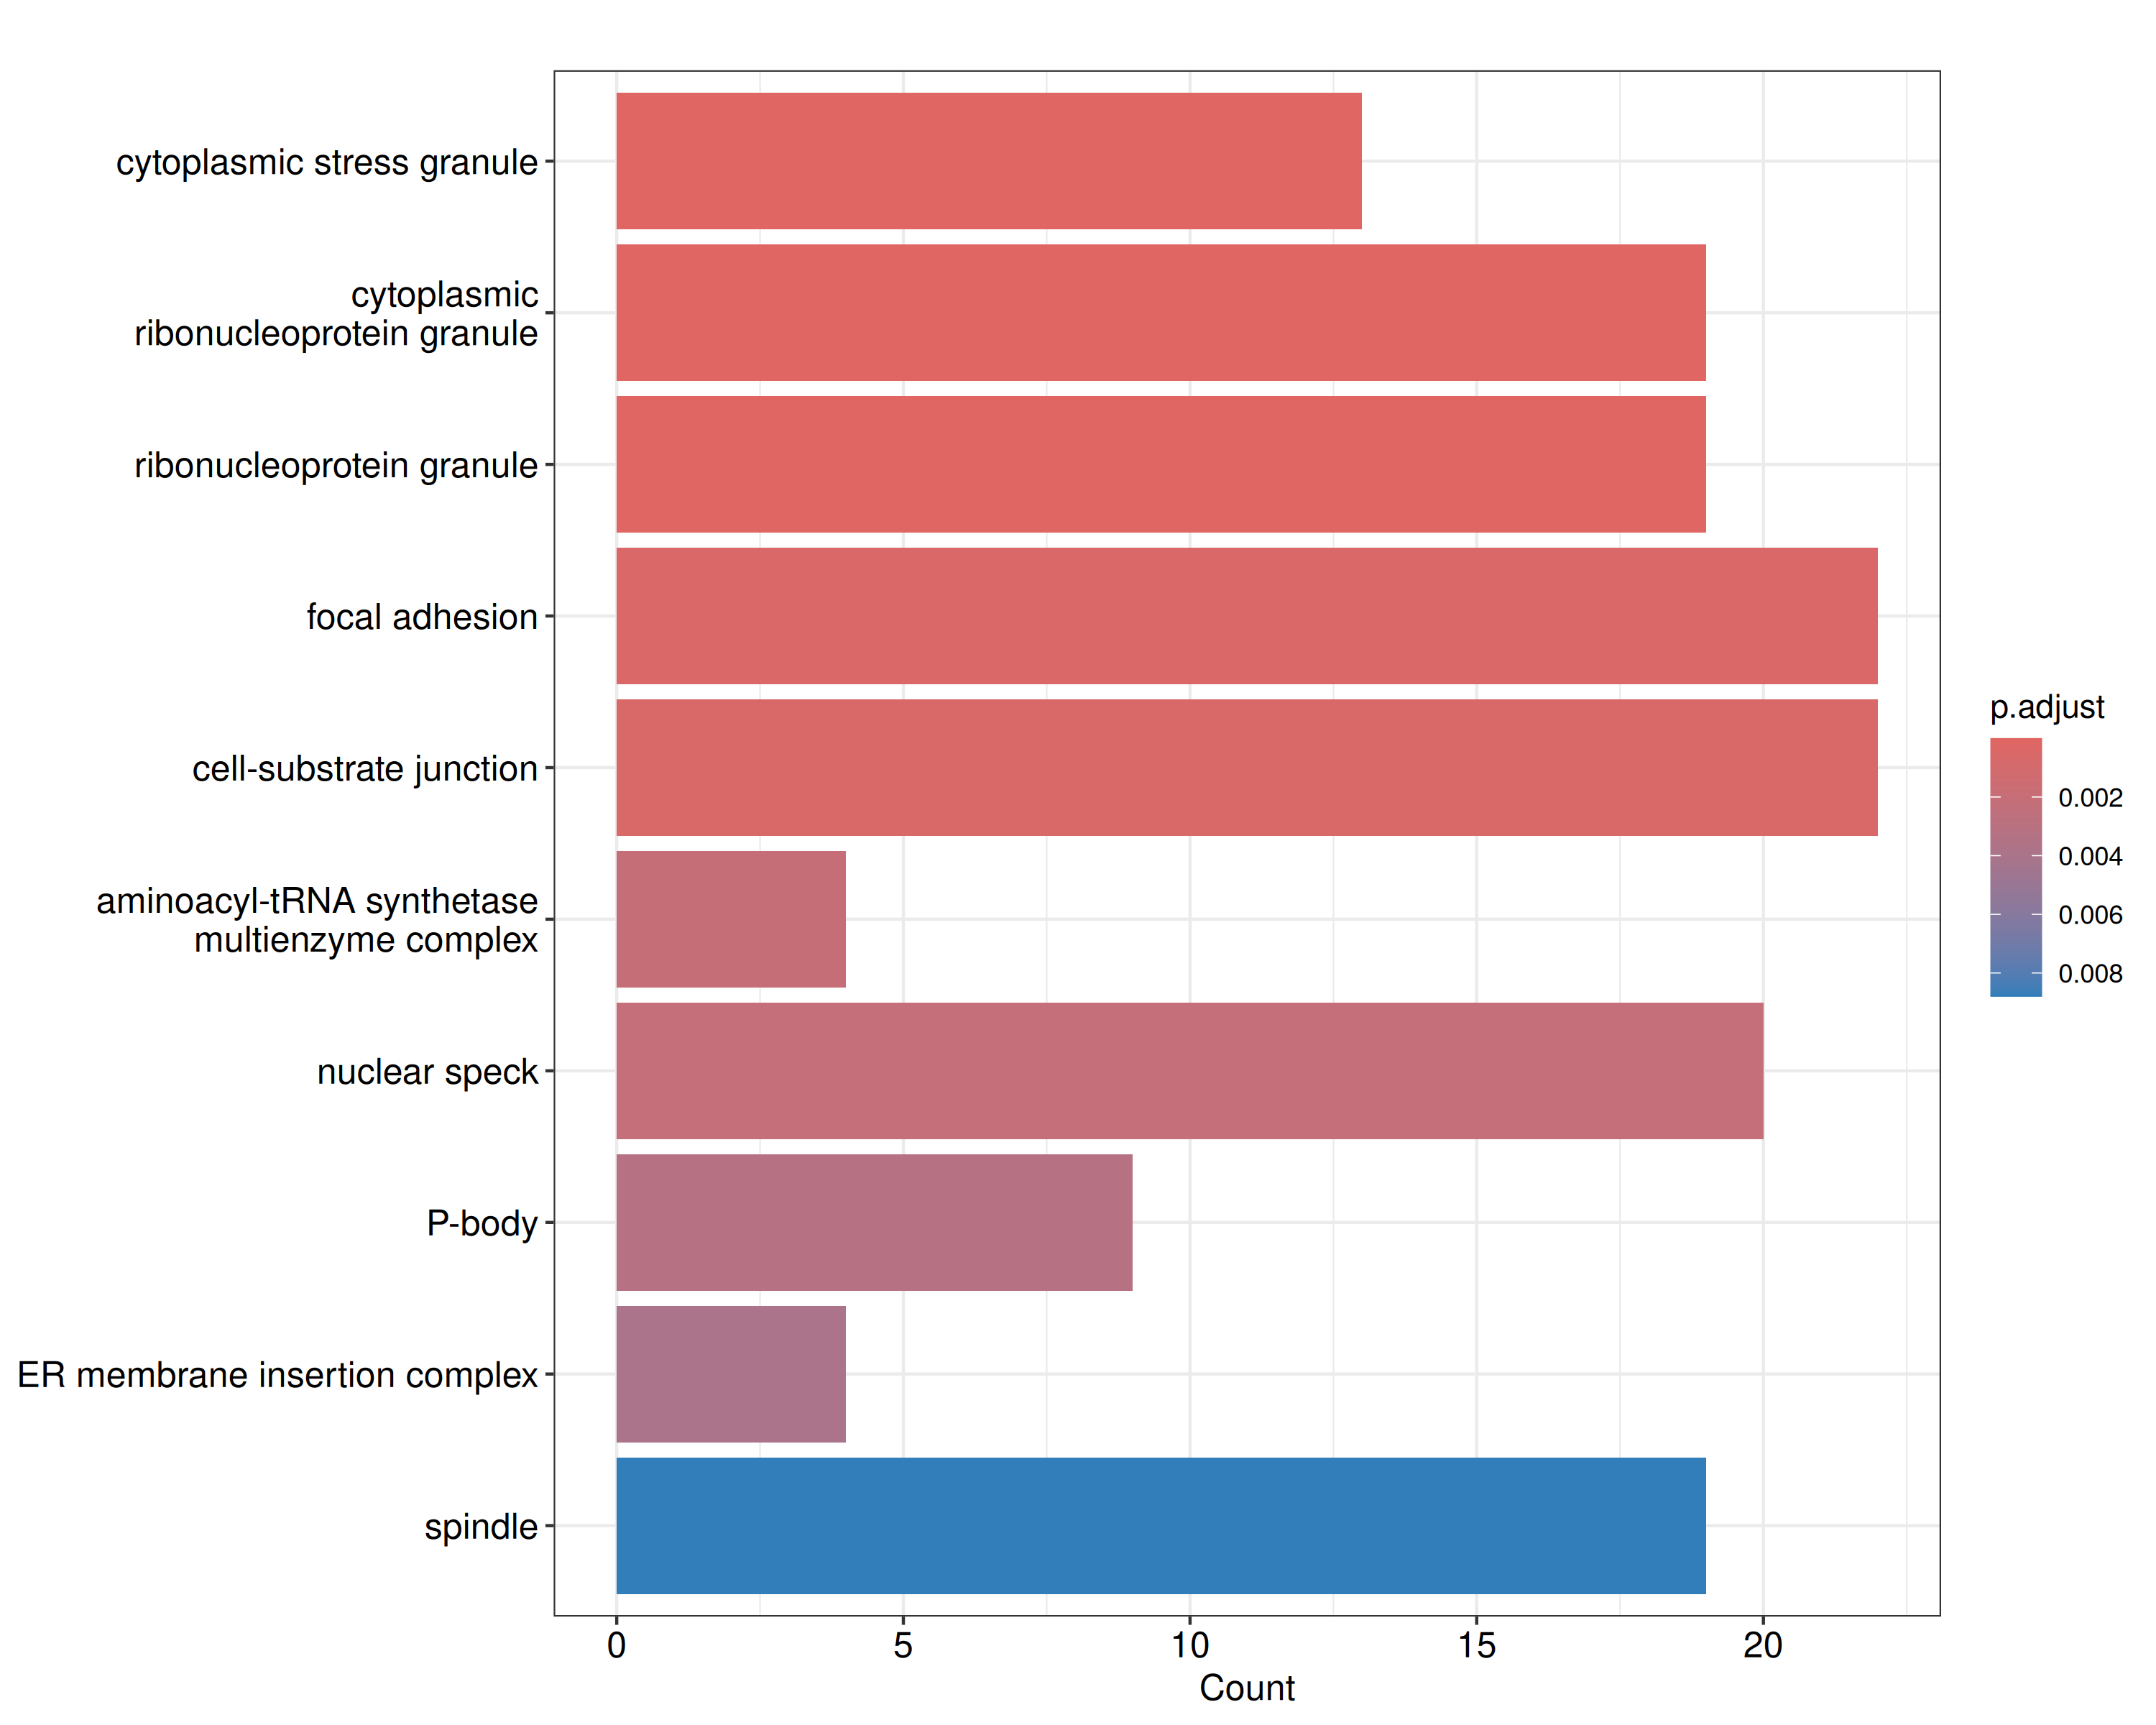 cytoplasmic stress granule
cytoplasmic
ribonucleoprotein granule
ribonucleoprotein granule
focal adhesion
cell-substrate junction
aminoacyl-tRNA synthetase
multienzyme complex
nuclear speck
P-body
ER membrane insertion complex
spindle
0 5 10 15 20
Count
p.adjust
0.002
0.004
0.006
0.008